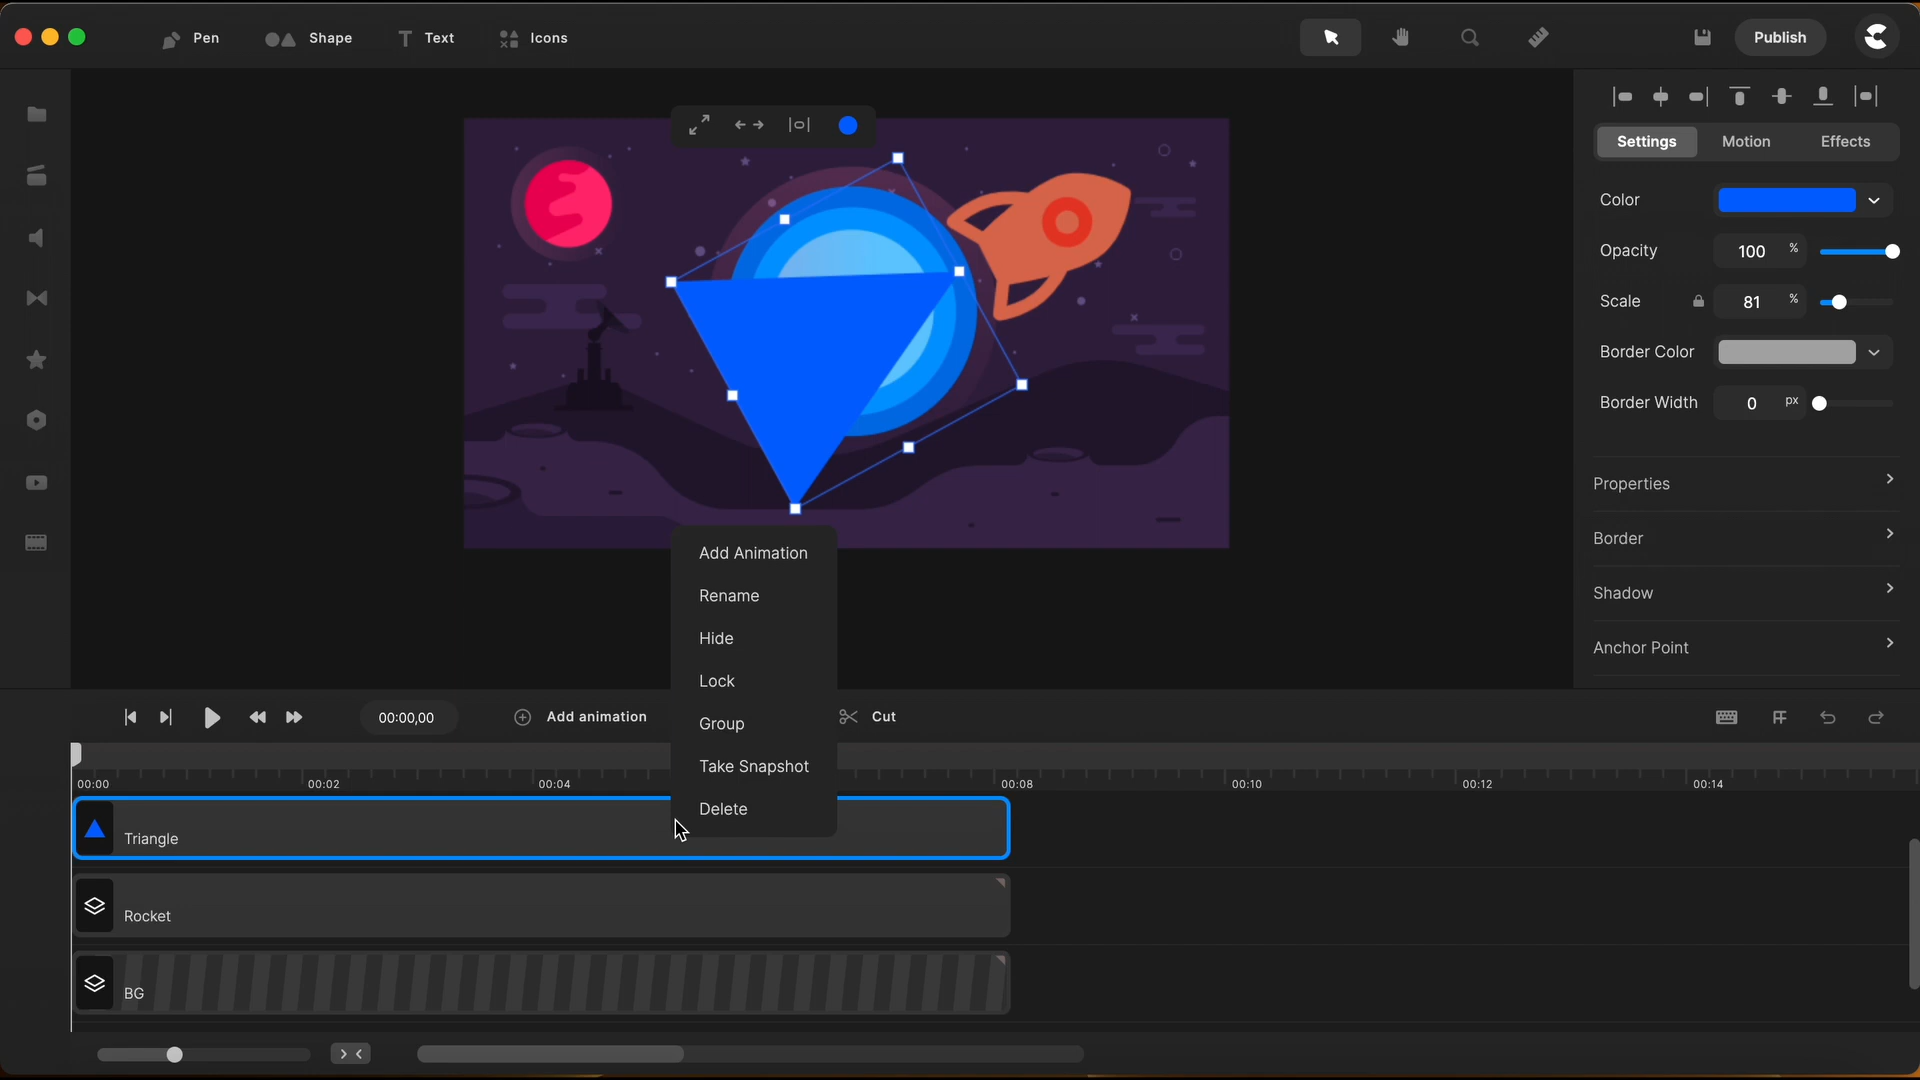 Pen
Shape
Text
Icons
Publish
Settings
Motion
Effects
Color
Opacity 100 %
Scale 81 %
Border Color
Border Width 0 px
Properties
Border
Shadow
Anchor Point
Add Animation
Rename
Hide
Lock
Group
Take Snapshot
Delete
00:00,00
Add animation
Cut
00:00
00:02
00:04
00:08
00:10
00:12
00:14
Triangle
Rocket
BG